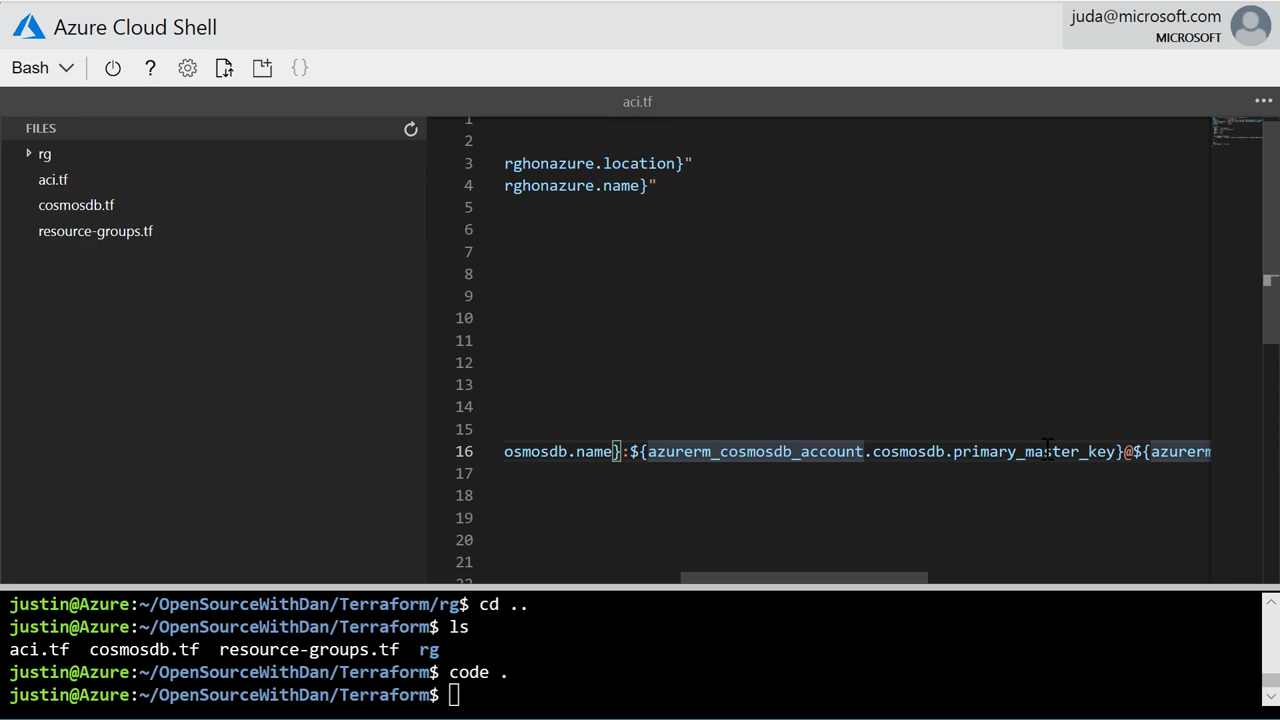 Azure Cloud Shell
juda@microsoft.com
MICROSOFT
Bash
?
{}
aci.tf
•••
FILES
rg
aci.tf
cosmosdb.tf
resource-groups.tf
1
2
3 rghonazure.location}"
4 rghonazure.name}"
5
6
7
8
9
10
11
12
13
14
15
16 osmosdb.name}:${azurerm_cosmosdb_account.cosmosdb.primary_master_key}@${azurerm
17
18
19
20
21
22
justin@Azure:~/OpenSourceWithDan/Terraform/rg$ cd ..
justin@Azure:~/OpenSourceWithDan/Terraform$ ls
aci.tf cosmosdb.tf resource-groups.tf rg
justin@Azure:~/OpenSourceWithDan/Terraform$ code .
justin@Azure:~/OpenSourceWithDan/Terraform$